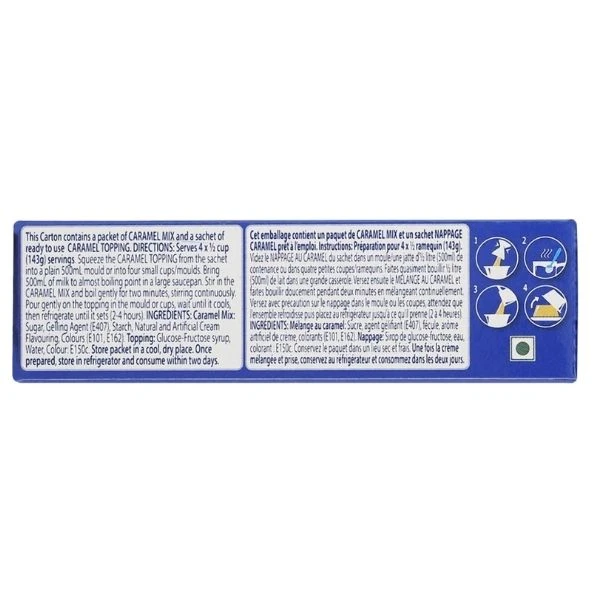 This Carton contains a packet of CARAMEL MIX and a sachet of
ready to use CARAMEL TOPPING. DIRECTIONS: Serves 4 x ½ cup
(143g) servings. Squeeze the CARAMEL TOPPING from the sachet
into a plain 500mL mould or into four small cups/moulds. Bring
500mL of milk to almost boiling point in a large saucepan. Stir in the
CARAMEL MIX and boil gently for two minutes, stirring continuously.
Pour gently on the topping in the mould or cups, wait until it cools,
then refrigerate until it sets (2-4 hours). INGREDIENTS: Caramel Mix:
Sugar, Gelling Agent (E407), Starch, Natural and Artificial Cream
Flavouring, Colours (E101, E162). Topping: Glucose-Fructose syrup,
Water, Colour: E150c. Store packet in a cool, dry place. Once
prepared, store in refrigerator and consume within two days.
Cet emballage contient un paquet de CARAMEL MIX et un sachet NAPPAGE
CARAMEL prêt à l'emploi. Instructions: Préparation pour 4 x ½ ramequin (143g).
Videz le NAPPAGE AU CARAMEL du sachet dans un moule/une jatte d'½ litre (500ml) de
contenance ou dans quatre petites coupes/ramequins. Faites quasiment bouillir ½ litre
(500ml) de lait dans une grande casserole. Versez ensuite le MÉLANGE AU CARAMEL et
faites bouillir doucement pendant deux minutes en mélangeant continuellement. Versez
avec précaution sur le nappage dans le moule ou les coupes, attendez que
l'ensemble refroidisse puis placez au réfrigérateur jusqu'à ce qu'il prenne (2 à 4 heures)
INGRÉDIENTS: Mélange au caramel: Sucre, agent gélifiant (E407), fécule, arôme
artificiel de crème, colorants (E101, E162). Nappage: Sirop de glucose-fructose, eau,
colorant : E150c. Conservez le paquet dans un lieu sec et frais. Une fois la crème
mélangée et prise, conservez au réfrigérateur et consommez dans les deux jours.
1
2
3
4